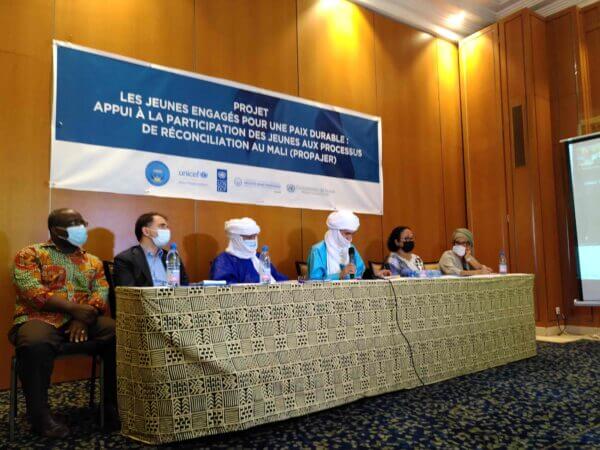 PROJET
LES JEUNES ENGAGÉS POUR UNE PAIX DURABLE :
APPUI À LA PARTICIPATION DES JEUNES AUX PROCESSUS
DE RÉCONCILIATION AU MALI (PROPAJER)
unicef